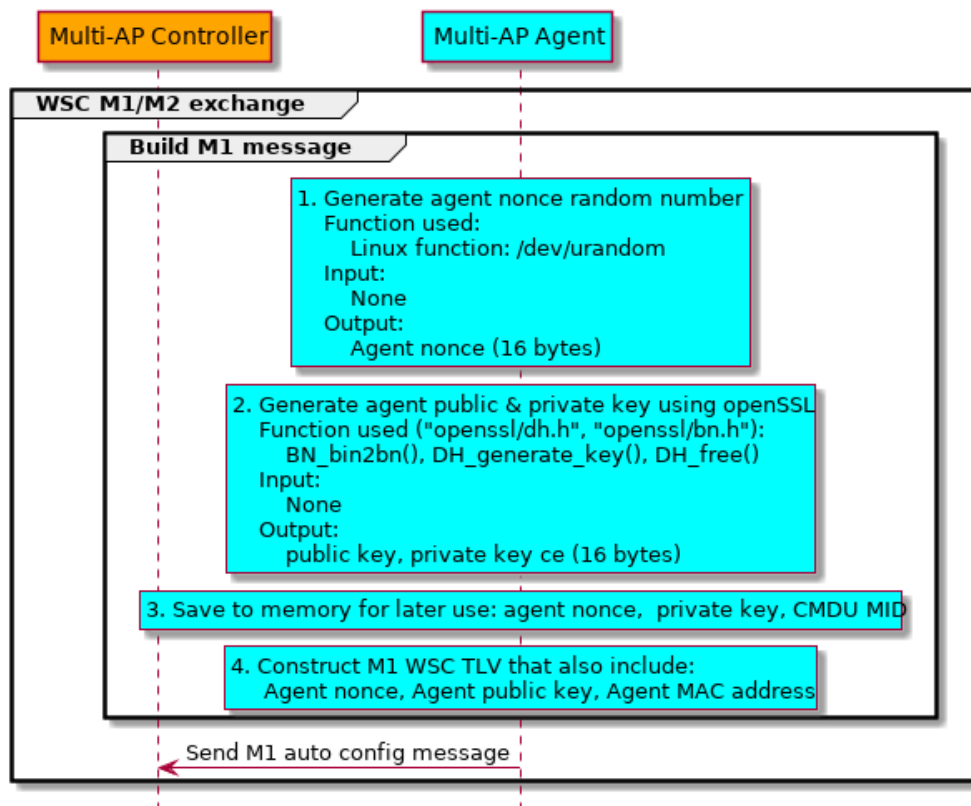 Multi-AP Controller
Multi-AP Agent
WSC M1/M2 exchange
Build M1 message
1. Generate agent nonce random number
Function used:
Linux function: /dev/urandom
Input:
None
Output:
Agent nonce (16 bytes)
2. Generate agent public & private key using openSSL
Function used ("openssl/dh.h", "openssl/bn.h"):
BN_bin2bn(), DH_generate_key(), DH_free()
Input:
None
Output:
public key, private key ce (16 bytes)
3. Save to memory for later use: agent nonce,  private key, CMDU MID
4. Construct M1 WSC TLV that also include:
Agent nonce, Agent public key, Agent MAC address
Send M1 auto config message